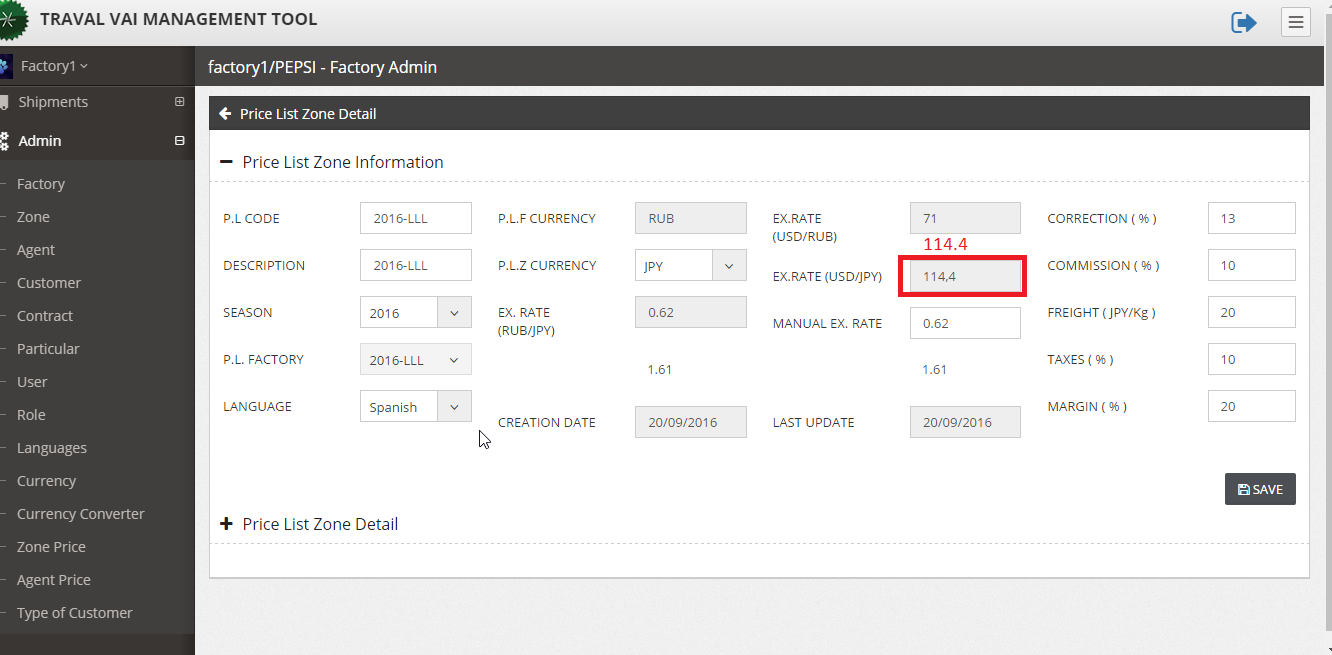 TRAVAL VAI MANAGEMENT TOOL
Factory1
factory1/PEPSI - Factory Admin
Shipments
Admin
Factory
Zone
Agent
Customer
Contract
Particular
User
Role
Languages
Currency
Currency Converter
Zone Price
Agent Price
Type of Customer
Price List Zone Detail
Price List Zone Information
P.L CODE
2016-LLL
DESCRIPTION
2016-LLL
SEASON
2016
P.L. FACTORY
2016-LLL
LANGUAGE
Spanish
P.L.F CURRENCY
RUB
P.L.Z CURRENCY
JPY
EX. RATE
(RUB/JPY)
0.62
1.61
CREATION DATE
20/09/2016
EX.RATE
(USD/RUB)
71
114.4
EX.RATE (USD/JPY)
114,4
MANUAL EX. RATE
0.62
1.61
LAST UPDATE
20/09/2016
CORRECTION ( % )
13
COMMISSION ( % )
10
FREIGHT ( JPY/Kg )
20
TAXES ( % )
10
MARGIN ( % )
20
SAVE
Price List Zone Detail